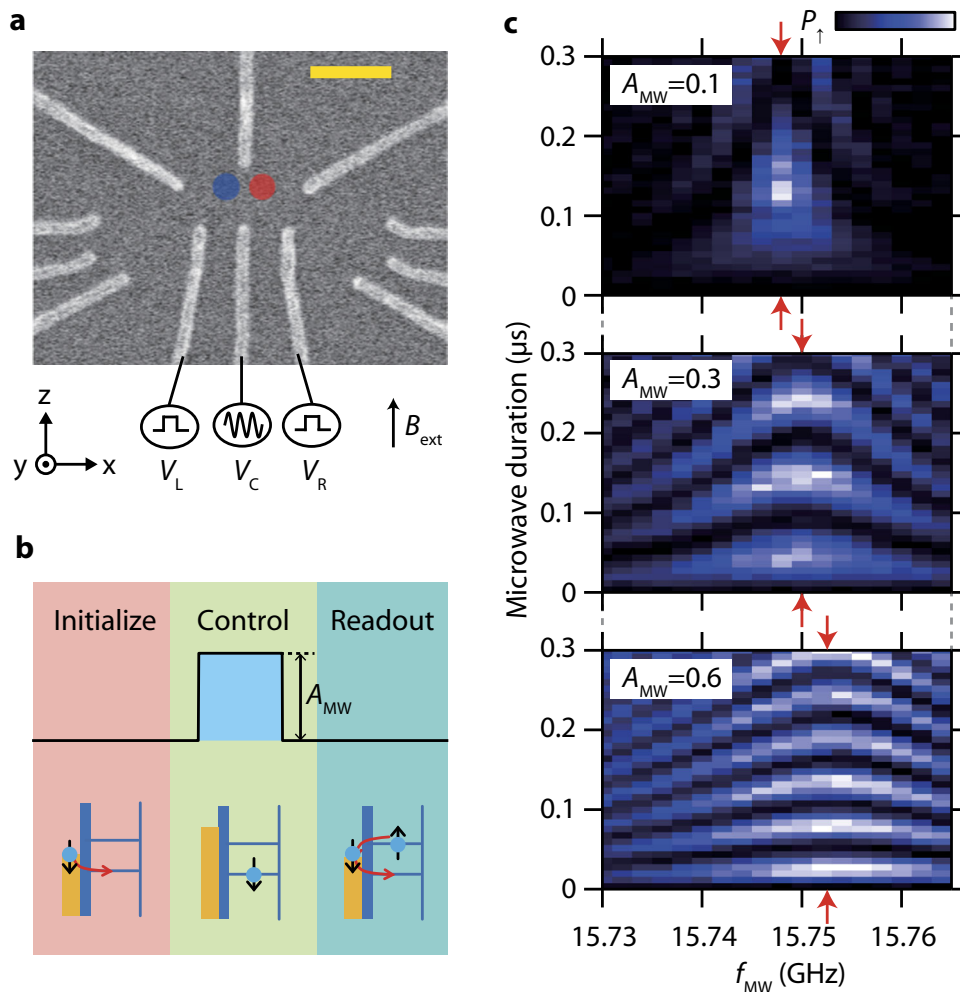 a
z
y
x
V_L
V_C
V_R
B_ext
b
Initialize
Control
Readout
A_MW
c
P_↑
A_MW=0.1
0.3
0.2
0.1
0
A_MW=0.3
0.3
0.2
0.1
0
A_MW=0.6
0.3
0.2
0.1
0
Microwave duration (μs)
15.73 15.74 15.75 15.76
f_MW (GHz)